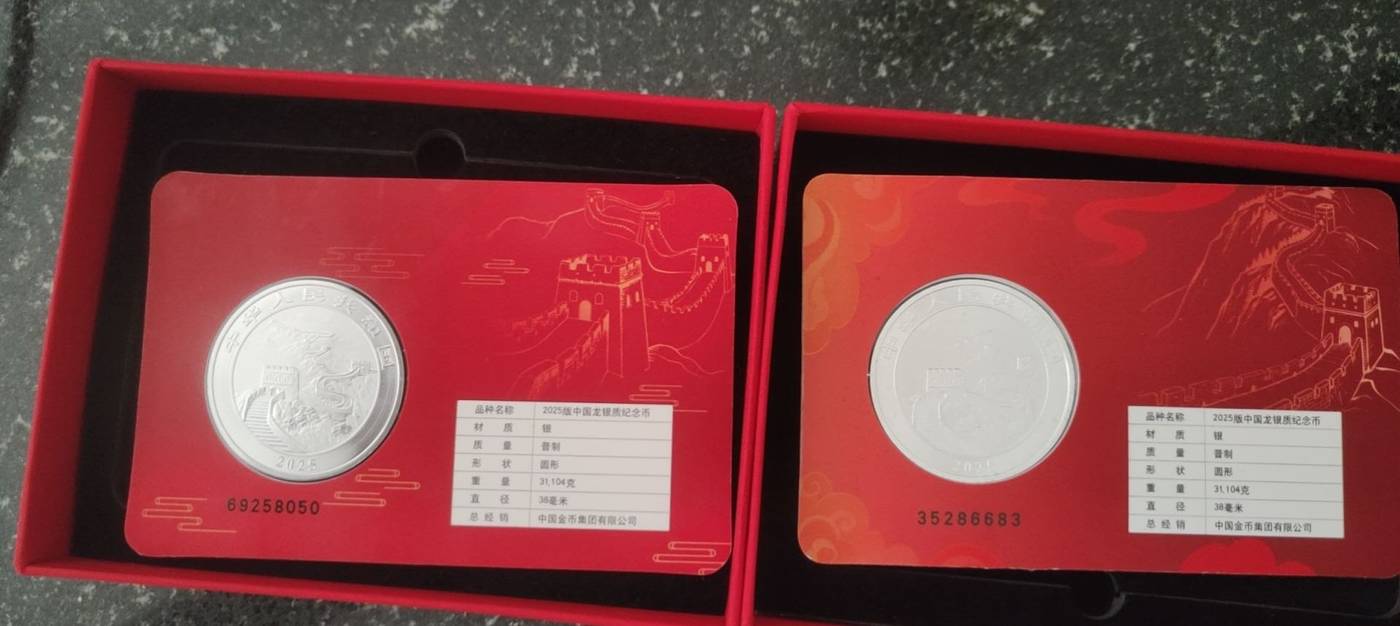 中华人民共和国
2025
69258050
品种名称 2025版中国龙银质纪念币
材 质 银
质 量 普制
形 状 圆形
重 量 31,104克
直 径 38毫米
总经销 中国金币集团有限公司
35286683
品种名称 2025版中国龙银质纪念币
材 质 银
质 量 普制
形 状 圆形
重 量 31,104克
直 径 38毫米
总经销 中国金币集团有限公司